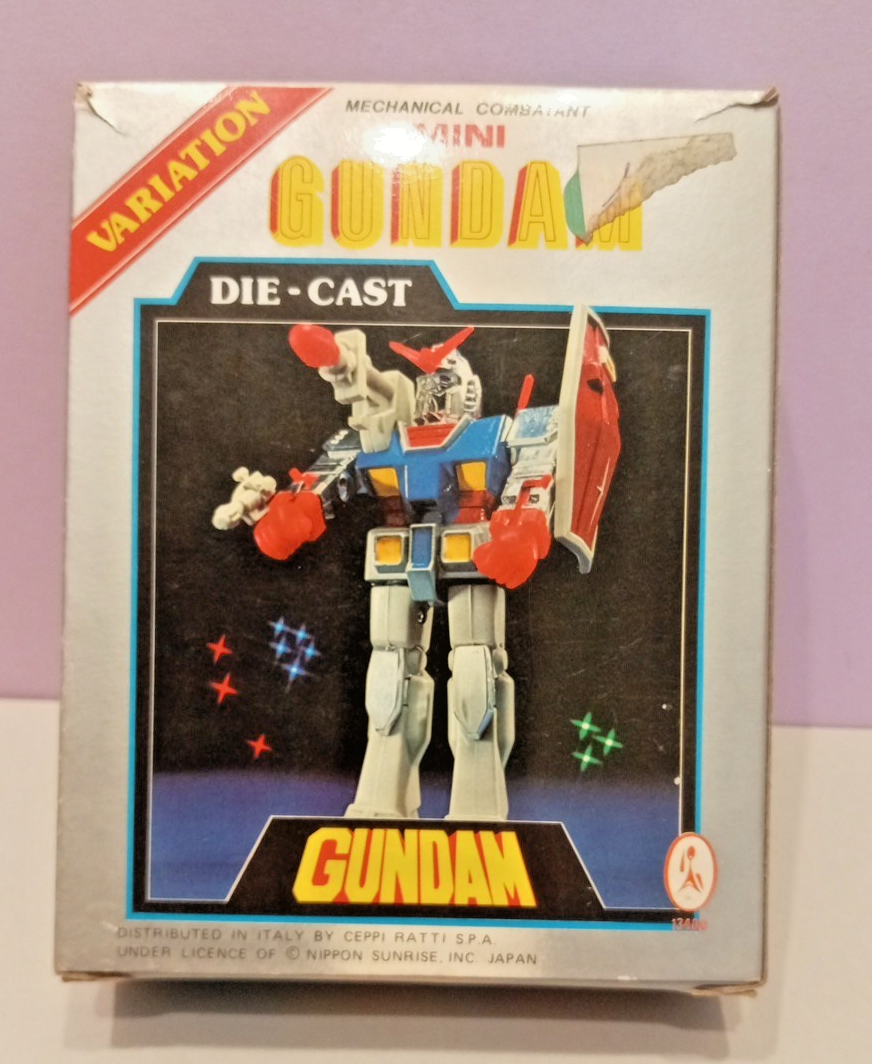 VARIATION
MECHANICAL COMBATANT
MINI
GUNDAM
DIE-CAST
GUNDAM
DISTRIBUTED IN ITALY BY CEPPI RATTI S.P.A.
UNDER LICENCE OF © NIPPON SUNRISE, INC. JAPAN